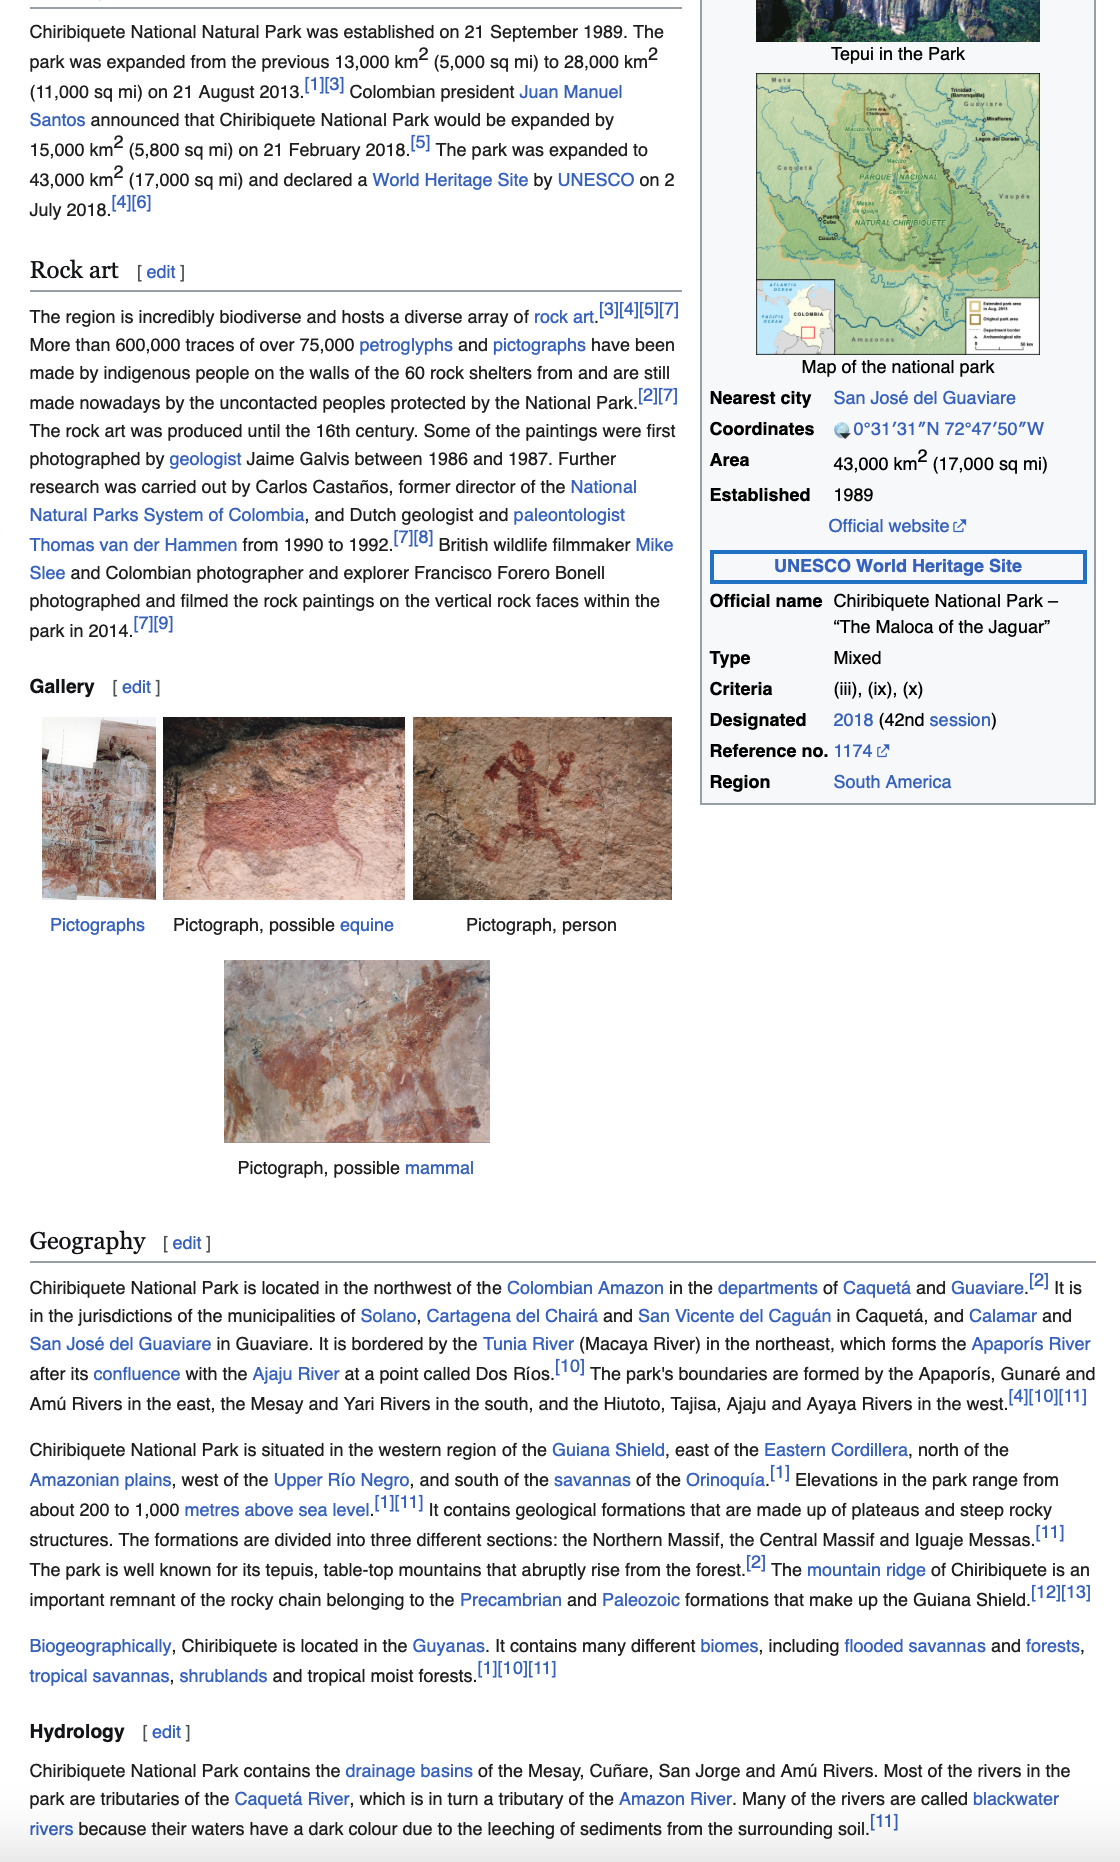 Chiribiquete National Natural Park was established on 21 September 1989. The
park was expanded from the previous 13,000 km2 (5,000 sq mi) to 28,000 km2
(11,000 sq mi) on 21 August 2013.[1][3] Colombian president Juan Manuel
Santos announced that Chiribiquete National Park would be expanded by
15,000 km2 (5,800 sq mi) on 21 February 2018.[5] The park was expanded to
43,000 km2 (17,000 sq mi) and declared a World Heritage Site by UNESCO on 2
July 2018.[4][6]
Rock art [ edit ]
The region is incredibly biodiverse and hosts a diverse array of rock art.[3][4][5][7]
More than 600,000 traces of over 75,000 petroglyphs and pictographs have been
made by indigenous people on the walls of the 60 rock shelters from and are still
made nowadays by the uncontacted peoples protected by the National Park.[2][7]
The rock art was produced until the 16th century. Some of the paintings were first
photographed by geologist Jaime Galvis between 1986 and 1987. Further
research was carried out by Carlos Castaños, former director of the National
Natural Parks System of Colombia, and Dutch geologist and paleontologist
Thomas van der Hammen from 1990 to 1992.[7][8] British wildlife filmmaker Mike
Slee and Colombian photographer and explorer Francisco Forero Bonell
photographed and filmed the rock paintings on the vertical rock faces within the
park in 2014.[7][9]
Gallery [ edit ]
Pictographs
Pictograph, possible equine
Pictograph, person
Pictograph, possible mammal
Tepui in the Park
Meta
Guaviare
Caquetá
Vaupés
PARQUE NACIONAL
NATURAL CHIRIBIQUETE
Amazonas
ATLANTIC
OCEAN
PACIFIC
OCEAN
COLOMBIA
Extended park area
in Aug, 2013
Original park area
Department border
Archaeological site
50 km
Map of the national park
Nearest city San José del Guaviare
Coordinates 0°31′31″N 72°47′50″W
Area 43,000 km2 (17,000 sq mi)
Established 1989
Official website
UNESCO World Heritage Site
Official name Chiribiquete National Park –
“The Maloca of the Jaguar”
Type Mixed
Criteria (iii), (ix), (x)
Designated 2018 (42nd session)
Reference no. 1174
Region South America
Geography [ edit ]
Chiribiquete National Park is located in the northwest of the Colombian Amazon in the departments of Caquetá and Guaviare.[2] It is
in the jurisdictions of the municipalities of Solano, Cartagena del Chairá and San Vicente del Caguán in Caquetá, and Calamar and
San José del Guaviare in Guaviare. It is bordered by the Tunia River (Macaya River) in the northeast, which forms the Apaporís River
after its confluence with the Ajaju River at a point called Dos Ríos.[10] The park's boundaries are formed by the Apaporís, Gunaré and
Amú Rivers in the east, the Mesay and Yari Rivers in the south, and the Hiutoto, Tajisa, Ajaju and Ayaya Rivers in the west.[4][10][11]
Chiribiquete National Park is situated in the western region of the Guiana Shield, east of the Eastern Cordillera, north of the
Amazonian plains, west of the Upper Río Negro, and south of the savannas of the Orinoquía.[1] Elevations in the park range from
about 200 to 1,000 metres above sea level.[1][11] It contains geological formations that are made up of plateaus and steep rocky
structures. The formations are divided into three different sections: the Northern Massif, the Central Massif and Iguaje Messas.[11]
The park is well known for its tepuis, table-top mountains that abruptly rise from the forest.[2] The mountain ridge of Chiribiquete is an
important remnant of the rocky chain belonging to the Precambrian and Paleozoic formations that make up the Guiana Shield.[12][13]
Biogeographically, Chiribiquete is located in the Guyanas. It contains many different biomes, including flooded savannas and forests,
tropical savannas, shrublands and tropical moist forests.[1][10][11]
Hydrology [ edit ]
Chiribiquete National Park contains the drainage basins of the Mesay, Cuñare, San Jorge and Amú Rivers. Most of the rivers in the
park are tributaries of the Caquetá River, which is in turn a tributary of the Amazon River. Many of the rivers are called blackwater
rivers because their waters have a dark colour due to the leeching of sediments from the surrounding soil.[11]